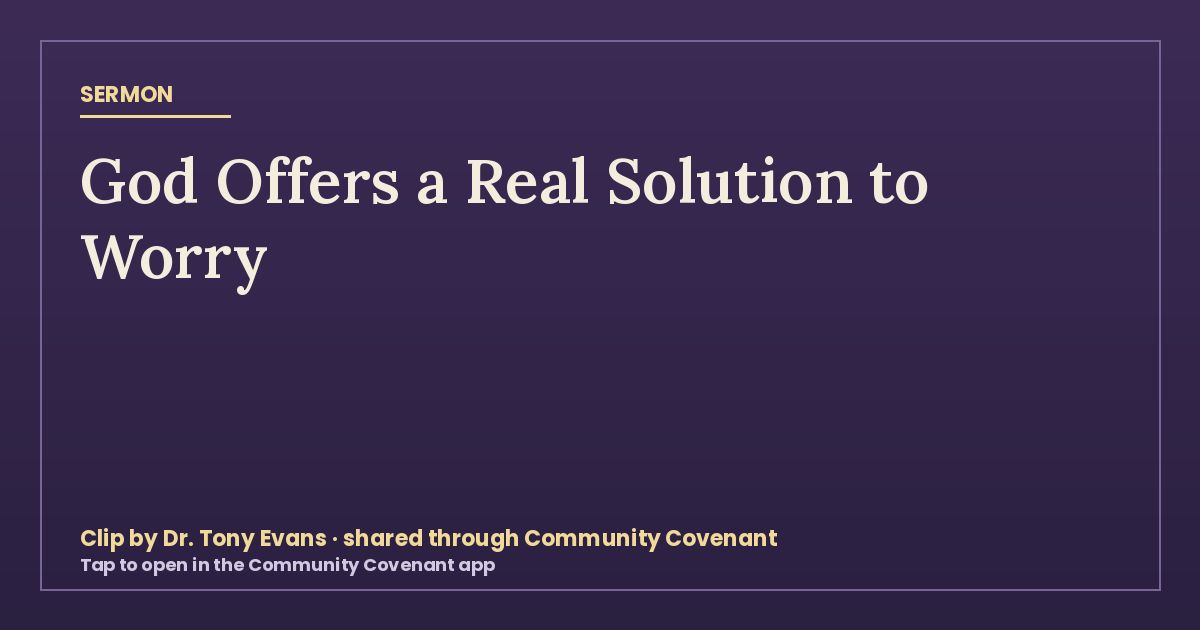 SERMON
God Offers a Real Solution to
Worry
Clip by Dr. Tony Evans · shared through Community Covenant
Tap to open in the Community Covenant app